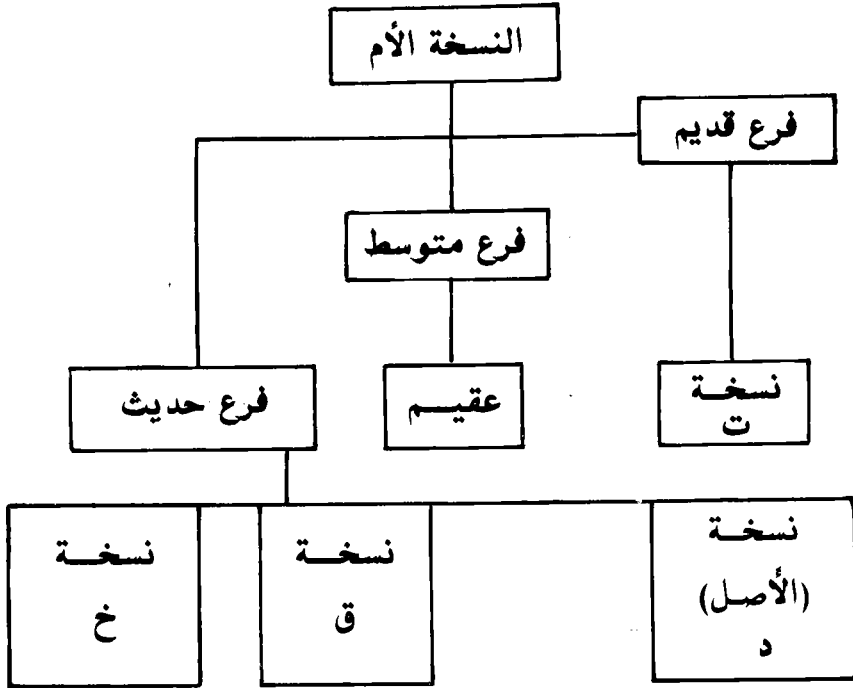 النسخة الأم
فرع قديم
فرع متوسط
نسخة
ت
عقيم
فرع حديث
نسخة
(الأصل)
د
نسخة
ق
نسخة
خ